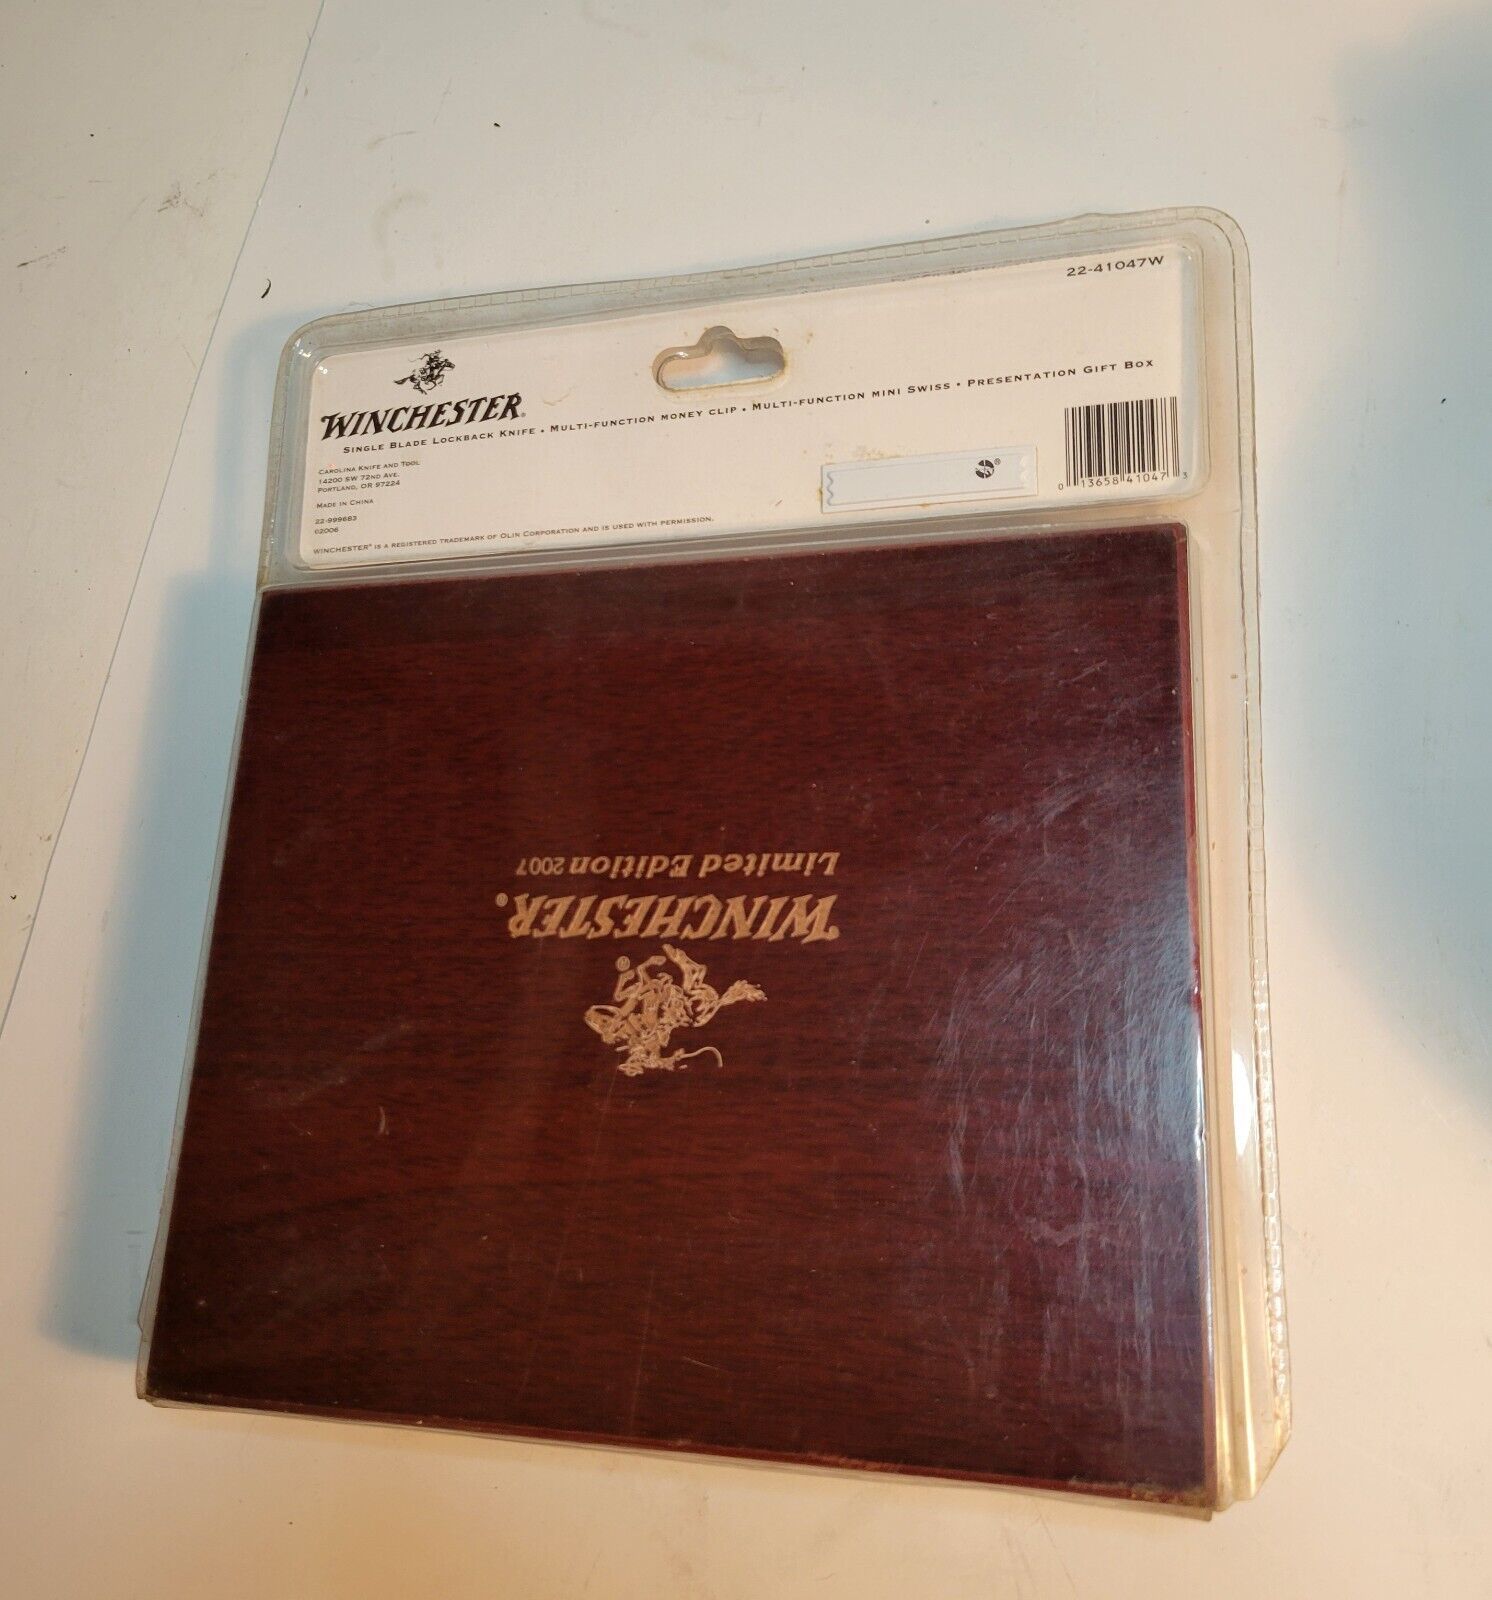 22-41047W
WINCHESTER®
Single Blade Lockback Knife • Multi-function money clip • Multi-function mini Swiss • Presentation Gift Box
Carolina Knife and Tool
14200 SW 72nd Ave.
Portland, OR 97224
Made in China
22-999683
02006
WINCHESTER® is a registered trademark of Olin Corporation and is used with permission.
®
0 13658 41047 3
®
WINCHESTER®
Limited Edition 2007